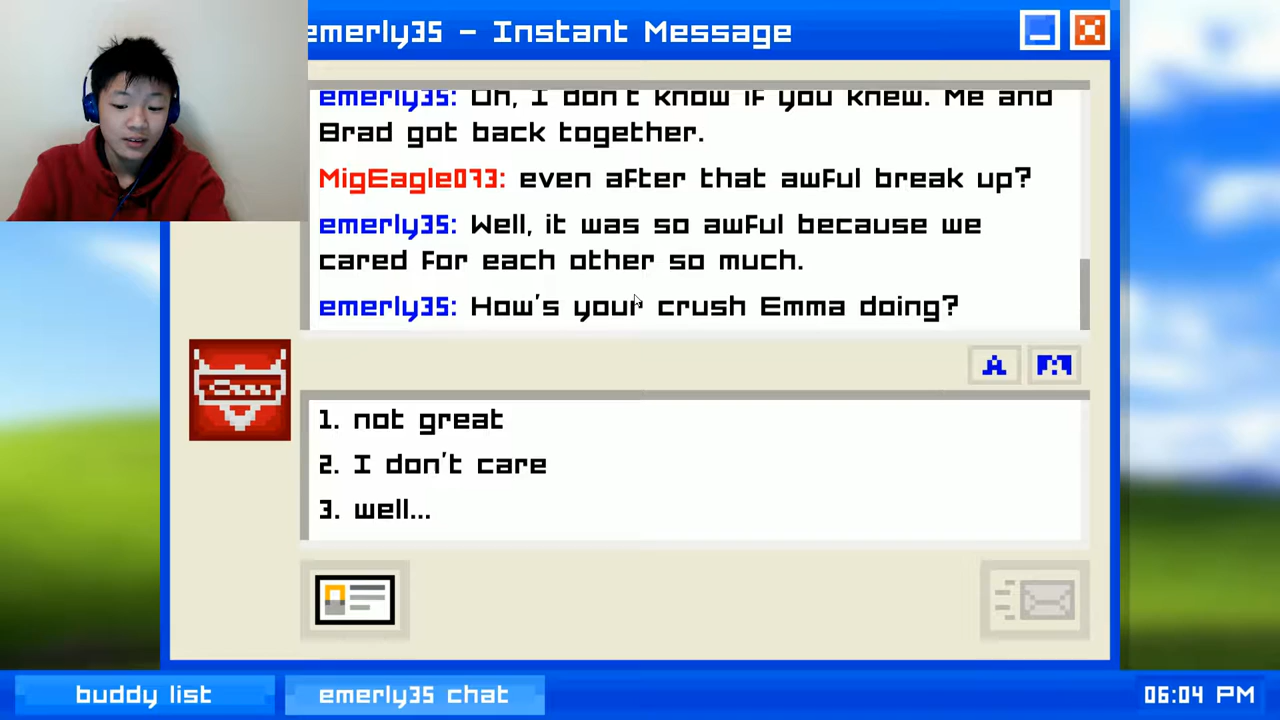 emerly35 - Instant Message
emerly35: Oh, I don't know if you knew. Me and
Brad got back together.
MigEagle073: even after that awful break up?
emerly35: Well, it was so awful because we
cared for each other so much.
emerly35: How's your crush Emma doing?
A
1. not great
2. I don't care
3. well...
buddy list
emerly35 chat
06:04 PM